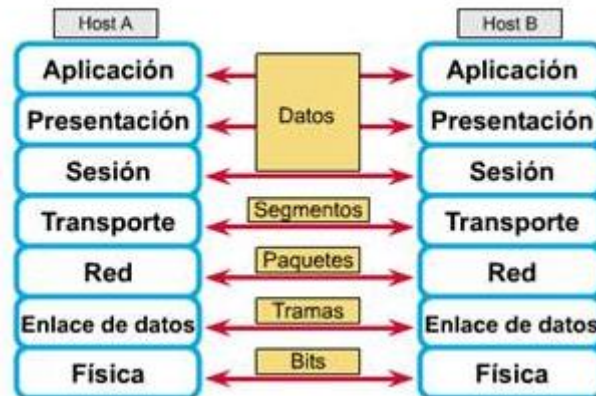 Host A
Host B
Aplicación
Aplicación
Presentación
Datos
Presentación
Sesión
Sesión
Transporte
Segmentos
Transporte
Red
Paquetes
Red
Enlace de datos
Tramas
Enlace de datos
Física
Bits
Física